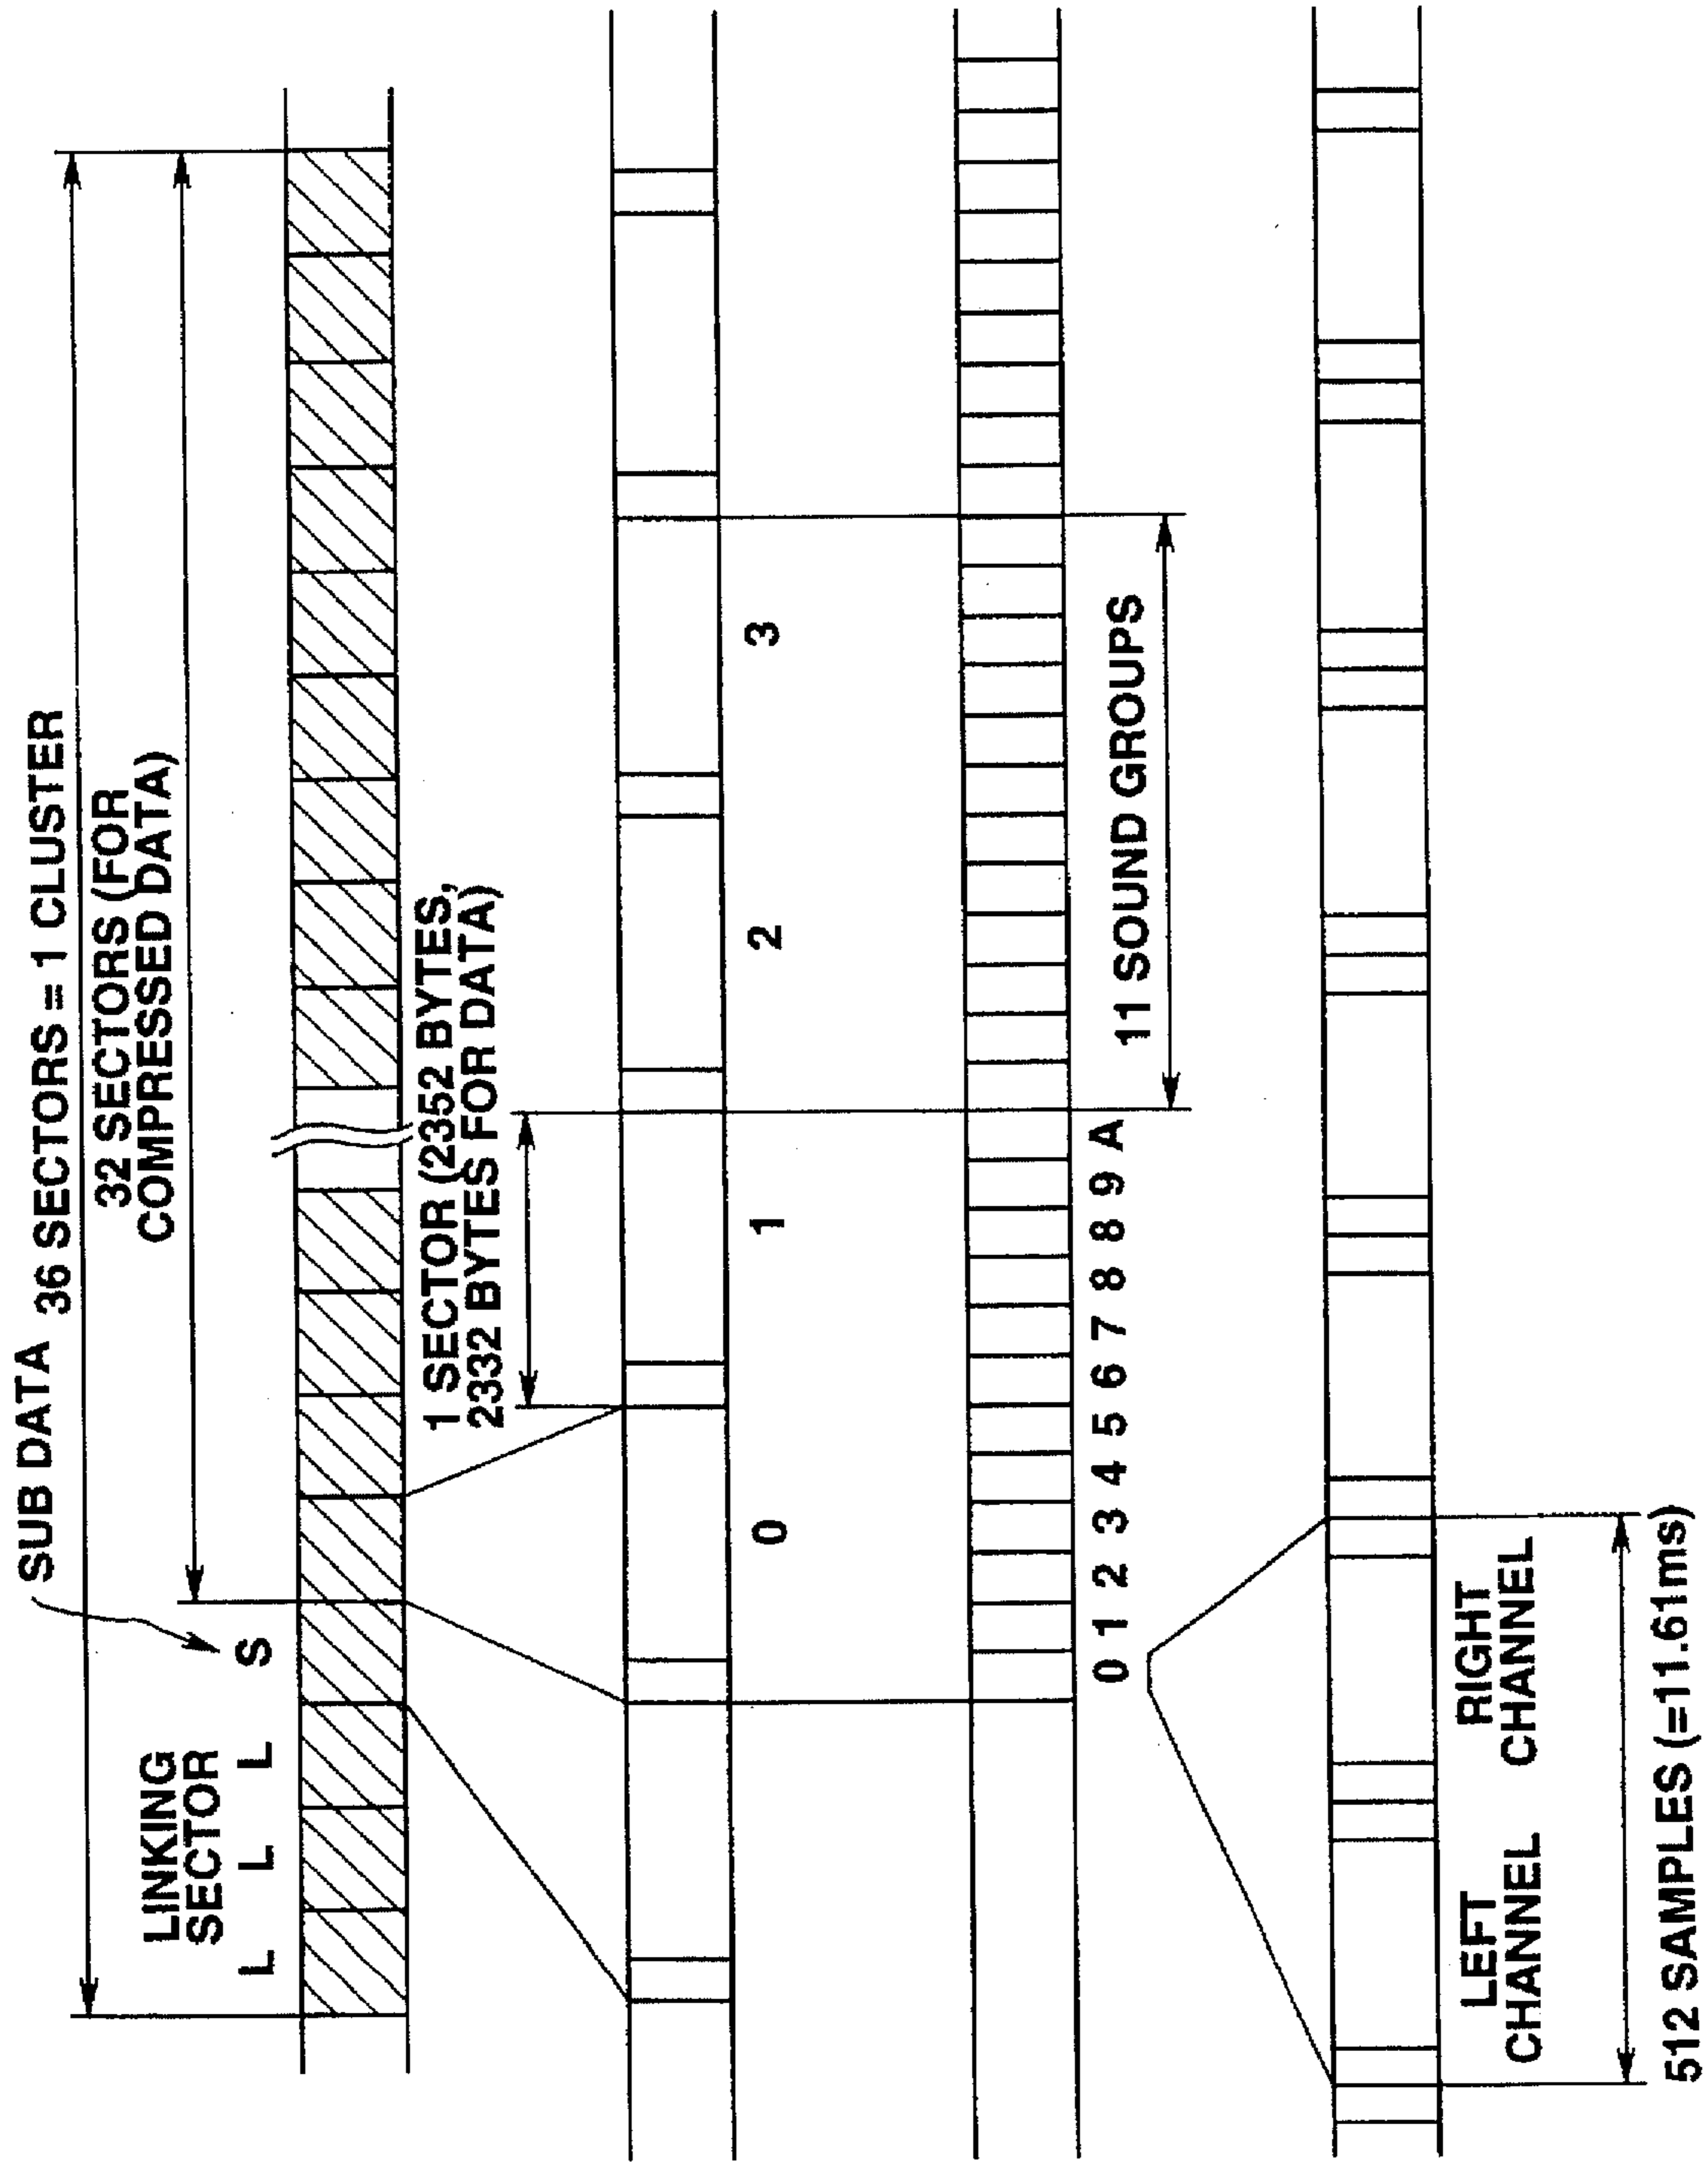 SUB DATA
36 SECTORS = 1 CLUSTER
32 SECTORS (FOR
COMPRESSED DATA)
LINKING
SECTOR
L L L S
1 SECTOR (2352 BYTES,
2332 BYTES FOR DATA)
0 1 2 3
0 1 2 3 4 5 6 7 8 8 9 A
11 SOUND GROUPS
LEFT
CHANNEL
RIGHT
CHANNEL
512 SAMPLES (=11.61ms)